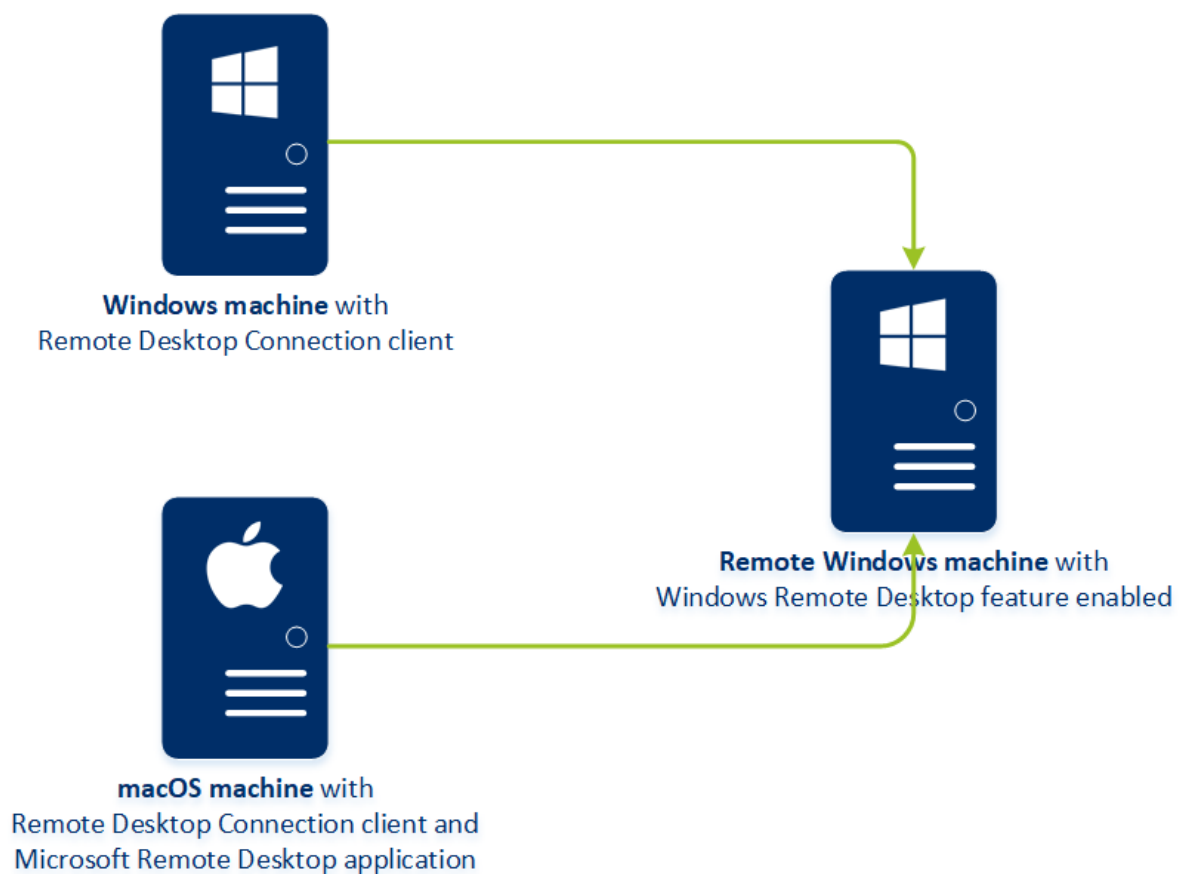 Windows machine with
Remote Desktop Connection client
Remote Windows machine with
Windows Remote Desktop feature enabled
macOS machine with
Remote Desktop Connection client and
Microsoft Remote Desktop application